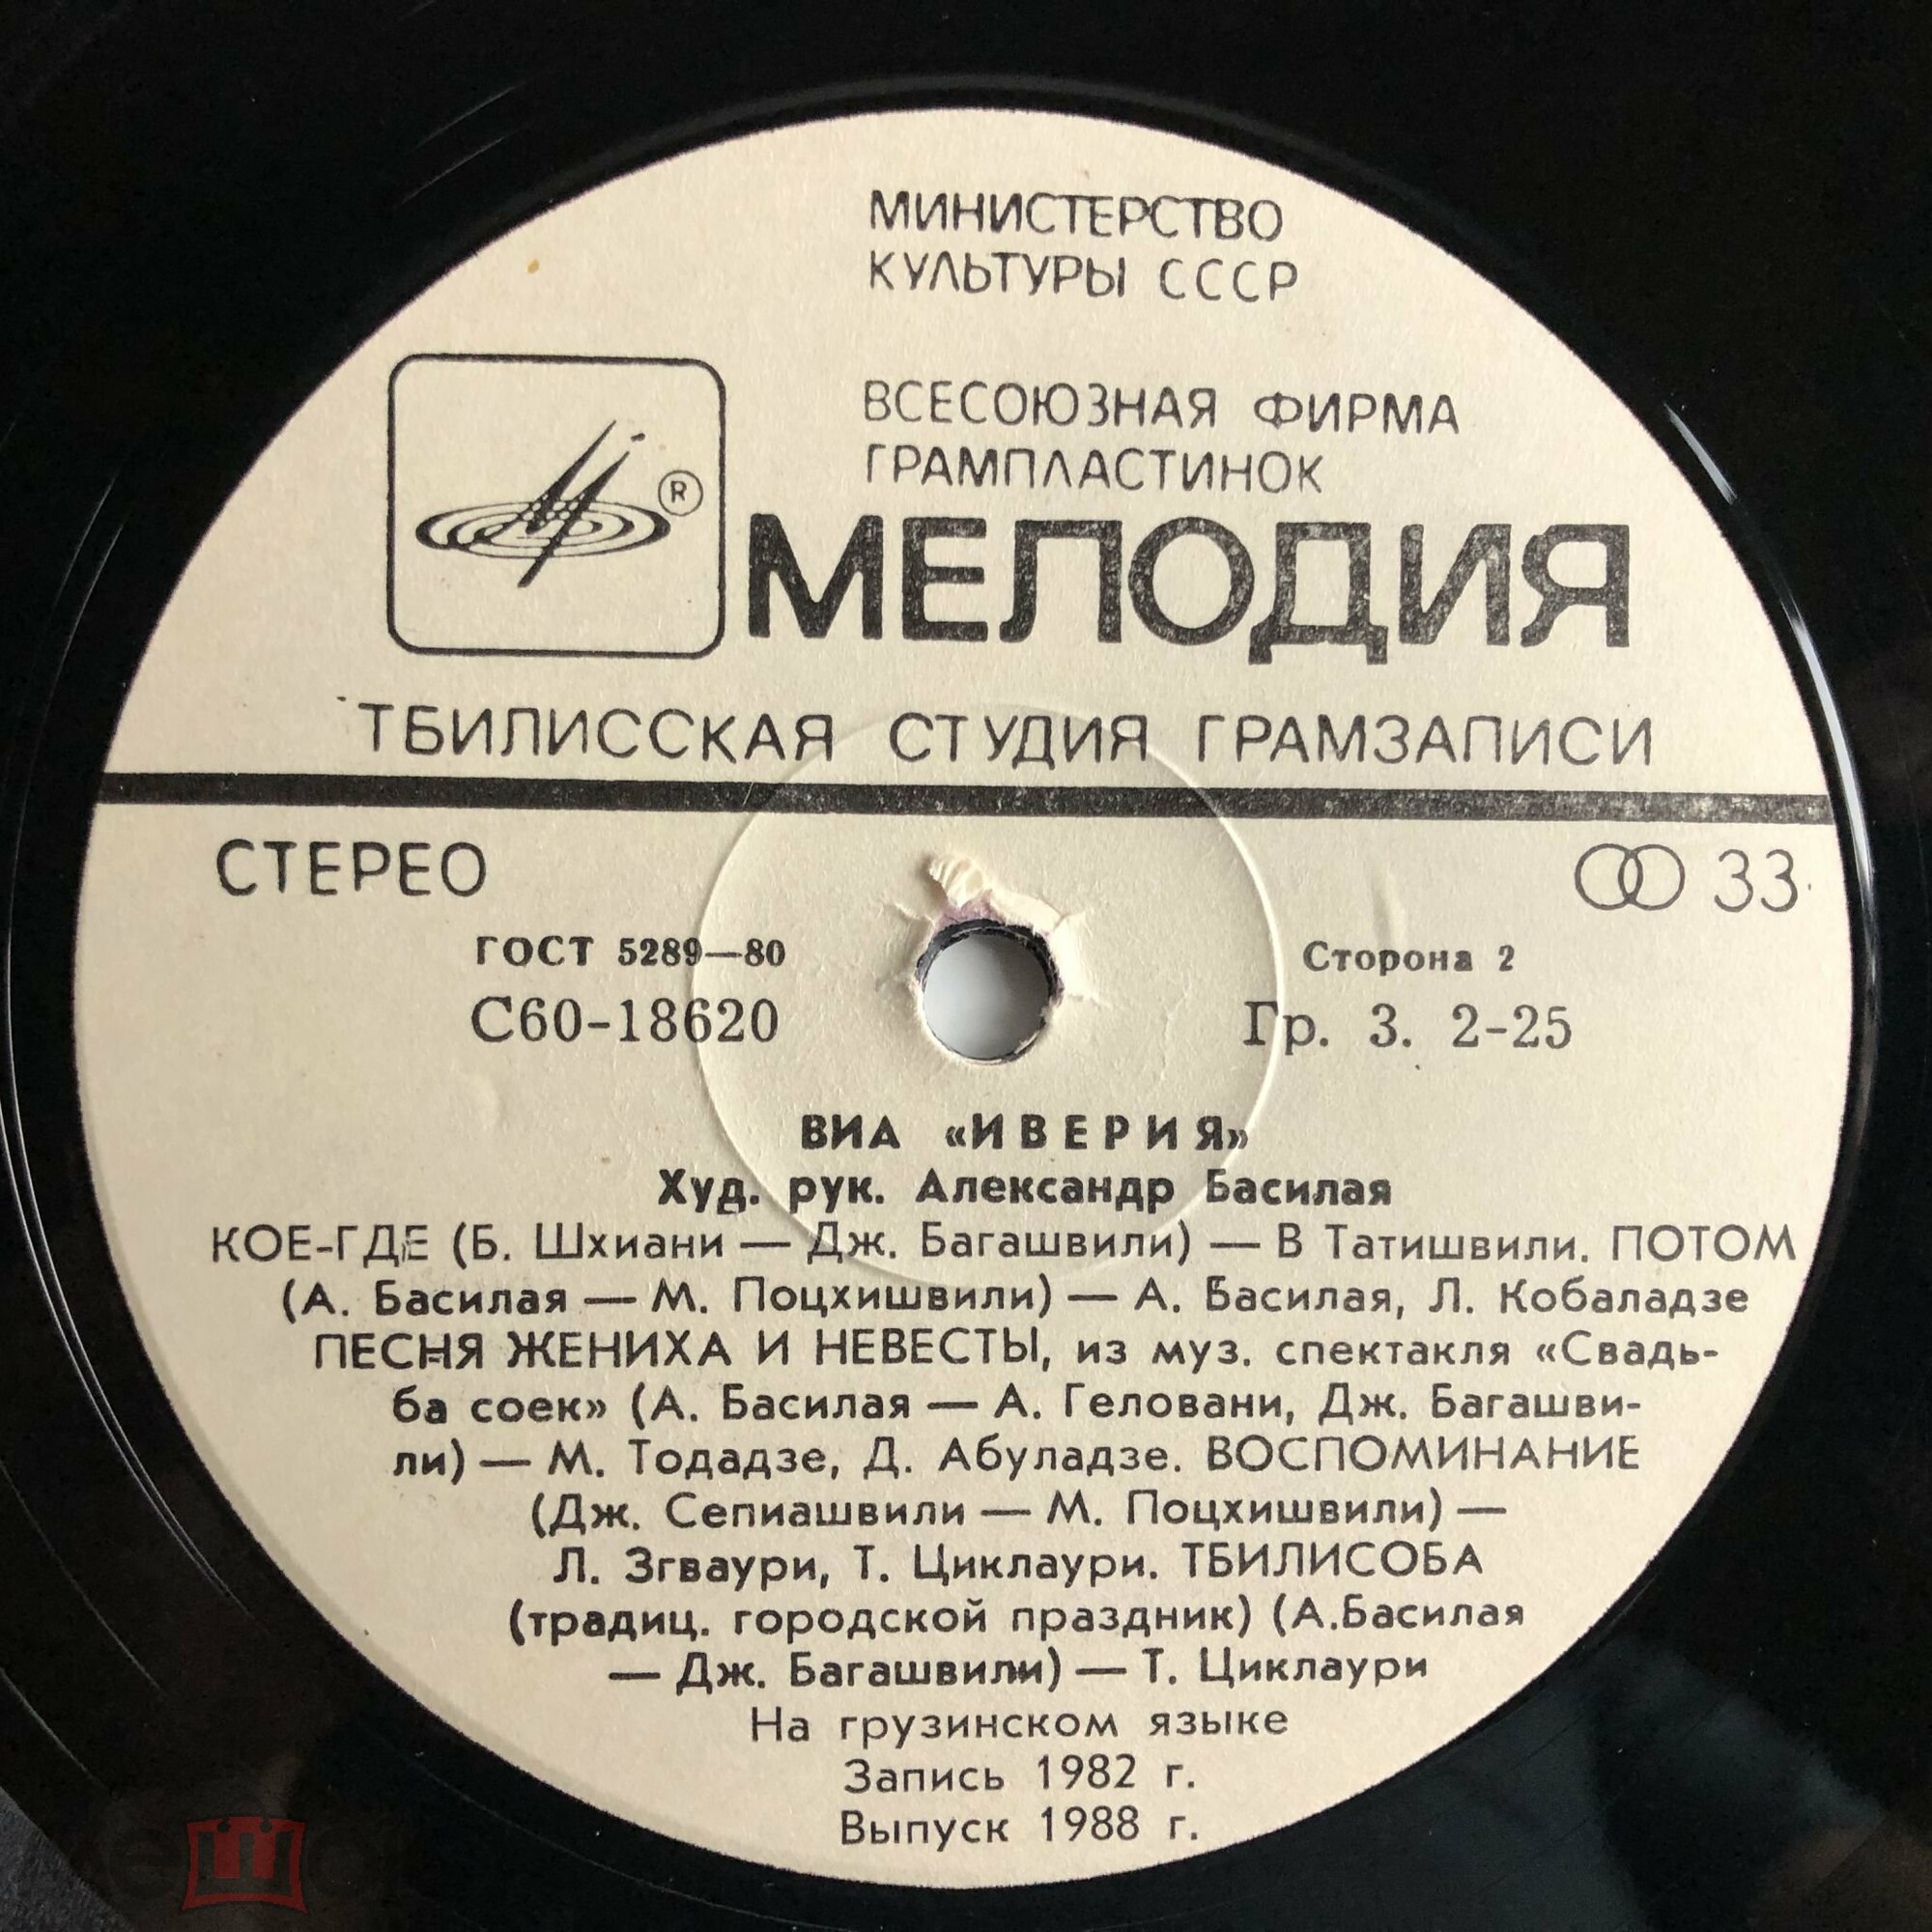 МИНИСТЕРСТВО
КУЛЬТУРЫ СССР
ВСЕСОЮЗНАЯ ФИРМА
ГРАМПЛАСТИНОК
®
МЕЛОДИЯ
ТБИЛИССКАЯ СТУДИЯ ГРАМЗАПИСИ
СТЕРЕО
33
ГОСТ 5289—80
Сторона 2
С60-18620
Гр. 3. 2-25
ВИА «ИВЕРИЯ»
Худ. рук. Александр Басилая
КОЕ-ГДЕ (Б. Шхиани — Дж. Багашвили) — В Татишвили. ПОТОМ
(А. Басилая — М. Поцхишвили) — А. Басилая, Л. Кобаладзе
ПЕСНЯ ЖЕНИХА И НЕВЕСТЫ, из муз. спектакля «Свадь-
ба соек» (А. Басилая — А. Геловани, Дж. Багашви-
ли) — М. Тодадзе, Д. Абуладзе. ВОСПОМИНАНИЕ
(Дж. Сепиашвили — М. Поцхишвили) —
Л. Згваури, Т. Циклаури. ТБИЛИСОБА
(традиц. городской праздник) (А.Басилая
— Дж. Багашвили) — Т. Циклаури
На грузинском языке
Запись 1982 г.
Выпуск 1988 г.